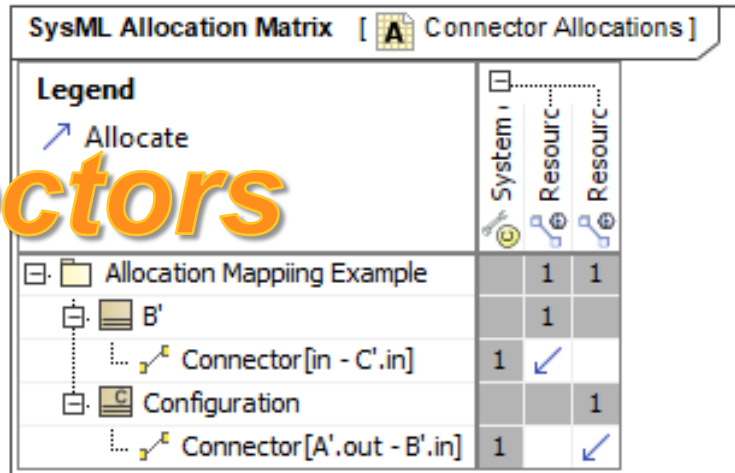 SysML Allocation Matrix [ A Connector Allocations ]
Legend
Allocate
ctors
System
Resourc
Resourc
Allocation Mappiing Example 1 1
B' 1
Connector[in - C'.in] 1
C Configuration 1
Connector[A'.out - B'.in] 1